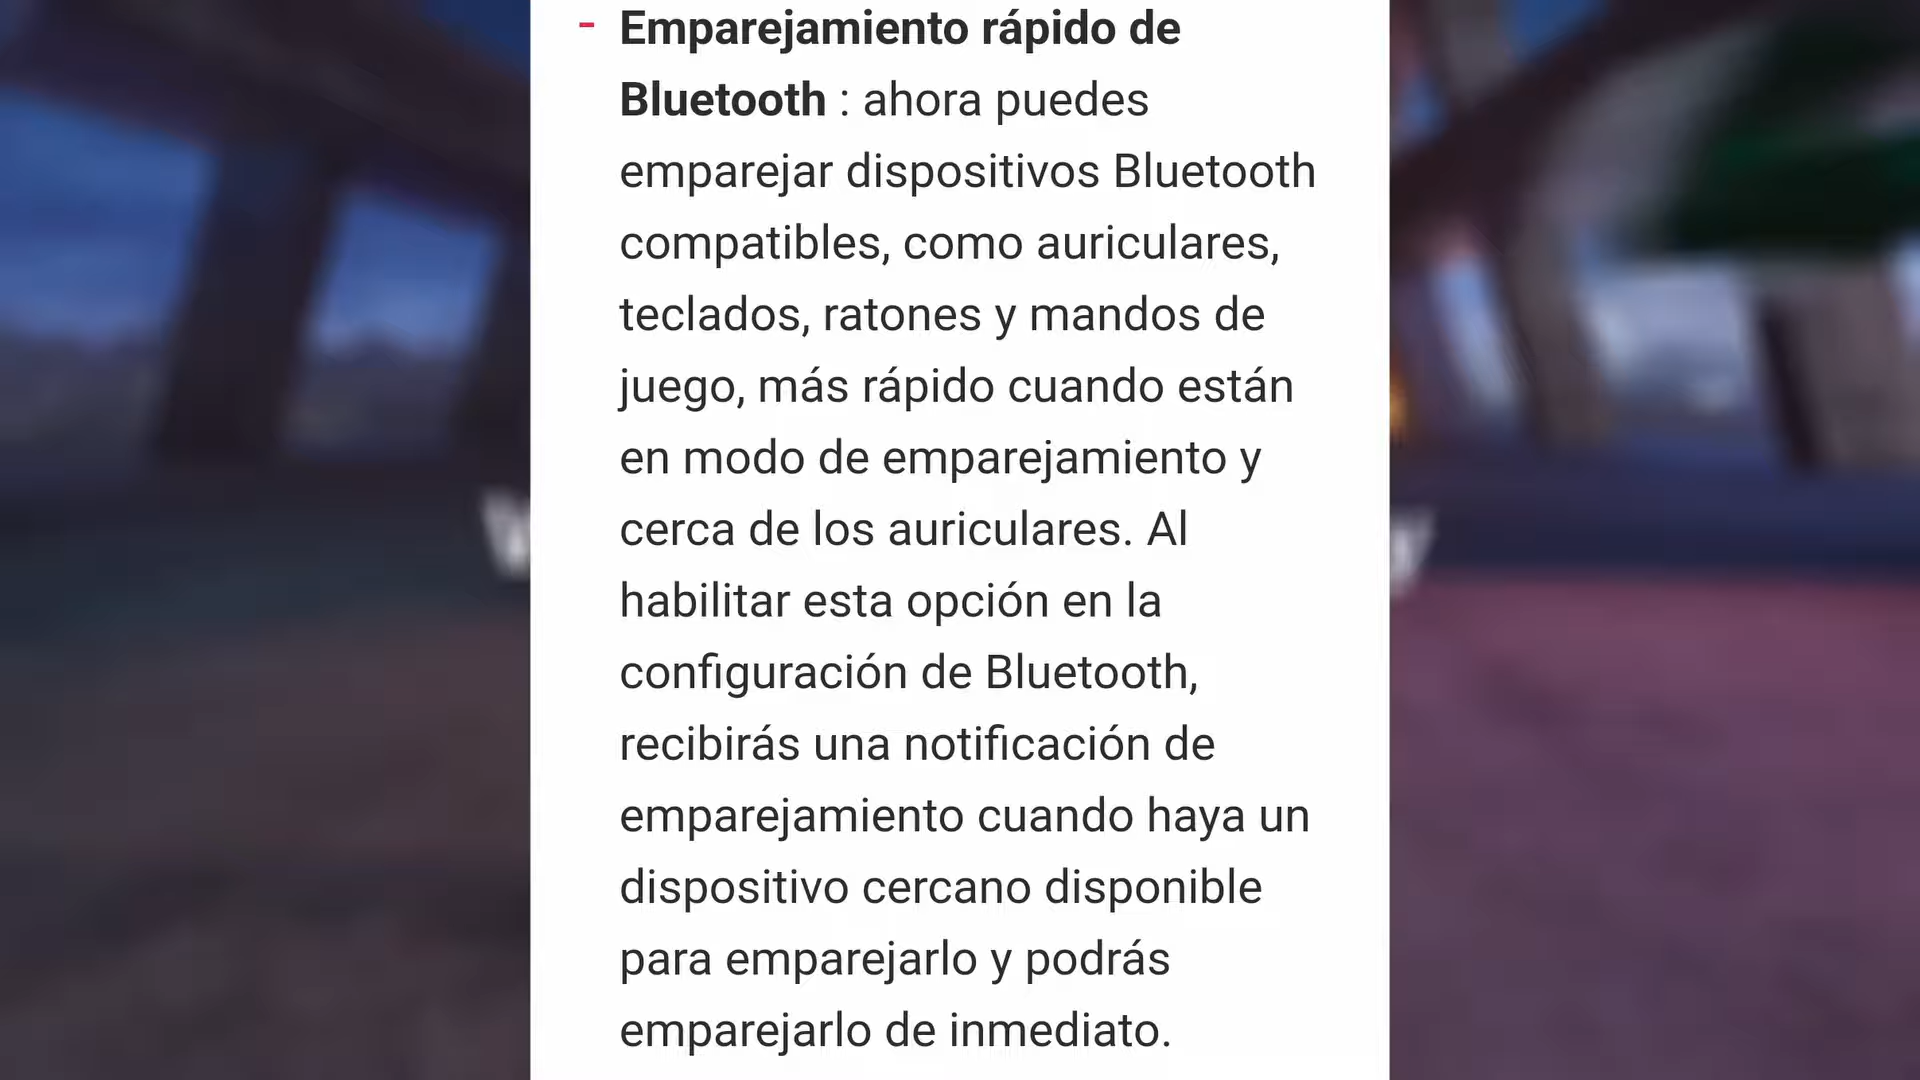 - Emparejamiento rápido de
Bluetooth : ahora puedes
emparejar dispositivos Bluetooth
compatibles, como auriculares,
teclados, ratones y mandos de
juego, más rápido cuando están
en modo de emparejamiento y
cerca de los auriculares. Al
habilitar esta opción en la
configuración de Bluetooth,
recibirás una notificación de
emparejamiento cuando haya un
dispositivo cercano disponible
para emparejarlo y podrás
emparejarlo de inmediato.